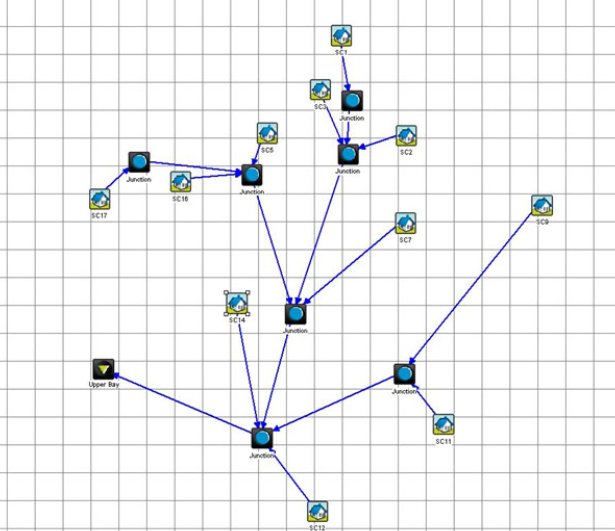 SC1
SC3
Junction
SC5
SC2
Junction
Junction
Junction
SC16
SC17
SC9
SC7
SC14
Junction
Upper Bay
Junction
SC11
Junction
SC12